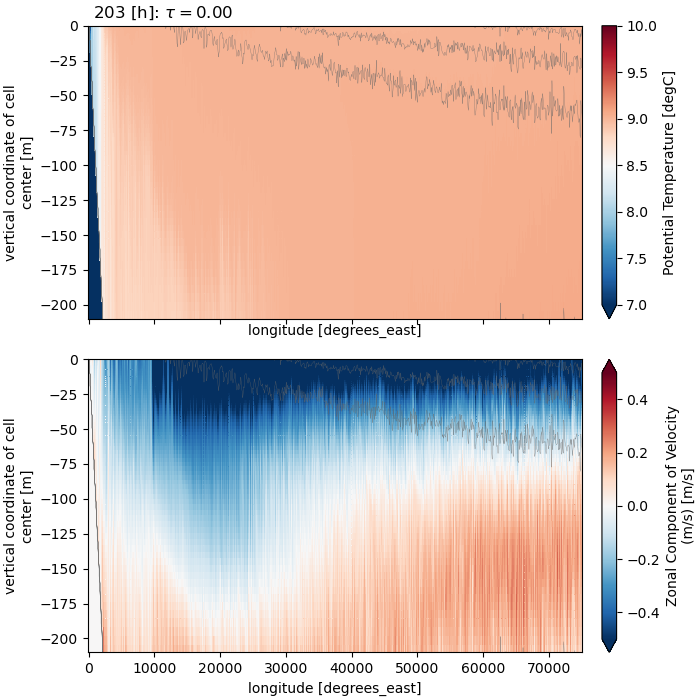 203 [h]: τ = 0.00
0
−25
−50
−75
−100
−125
−150
−175
−200
vertical coordinate of cell
center [m]
longitude [degrees_east]
10.0
9.5
9.0
8.5
8.0
7.5
7.0
Potential Temperature [degC]
0
−25
−50
−75
−100
−125
−150
−175
−200
vertical coordinate of cell
center [m]
0 10000 20000 30000 40000 50000 60000 70000
longitude [degrees_east]
0.4
0.2
0.0
−0.2
−0.4
Zonal Component of Velocity
(m/s) [m/s]